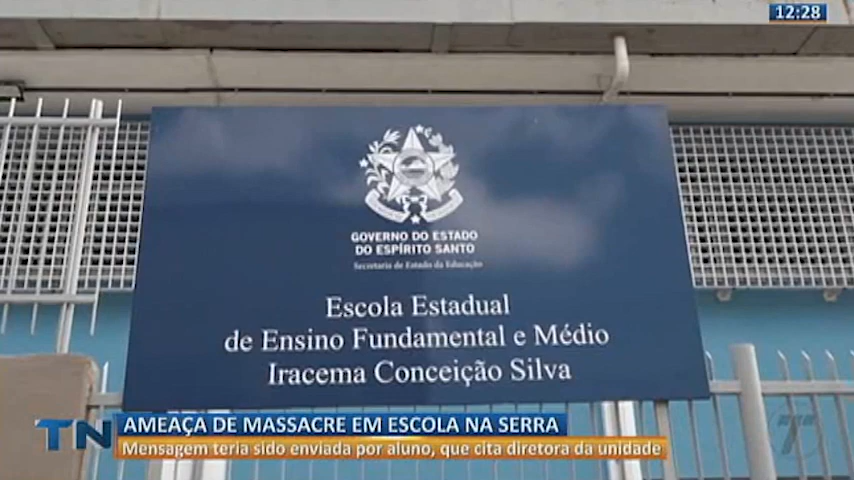 12:28
GOVERNO DO ESTADO
DO ESPÍRITO SANTO
Secretaria de Estado da Educação
Escola Estadual
de Ensino Fundamental e Médio
Iracema Conceição Silva
TN
AMEAÇA DE MASSACRE EM ESCOLA NA SERRA
Mensagem teria sido enviada por aluno, que cita diretora da unidade